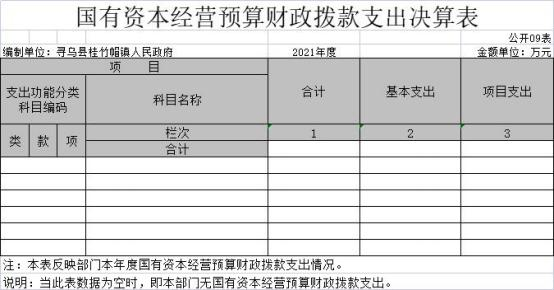 国有资本经营预算财政拨款支出决算表
公开09表
编制单位：寻乌县桂竹帽镇人民政府 2021年度 金额单位：万元
项 目 合计 基本支出 项目支出
支出功能分类科目编码 科目名称
类 款 项 栏次 1 2 3
合计
注：本表反映部门本年度国有资本经营预算财政拨款支出情况。
说明：当此表数据为空时，即本部门无国有资本经营预算财政拨款支出。